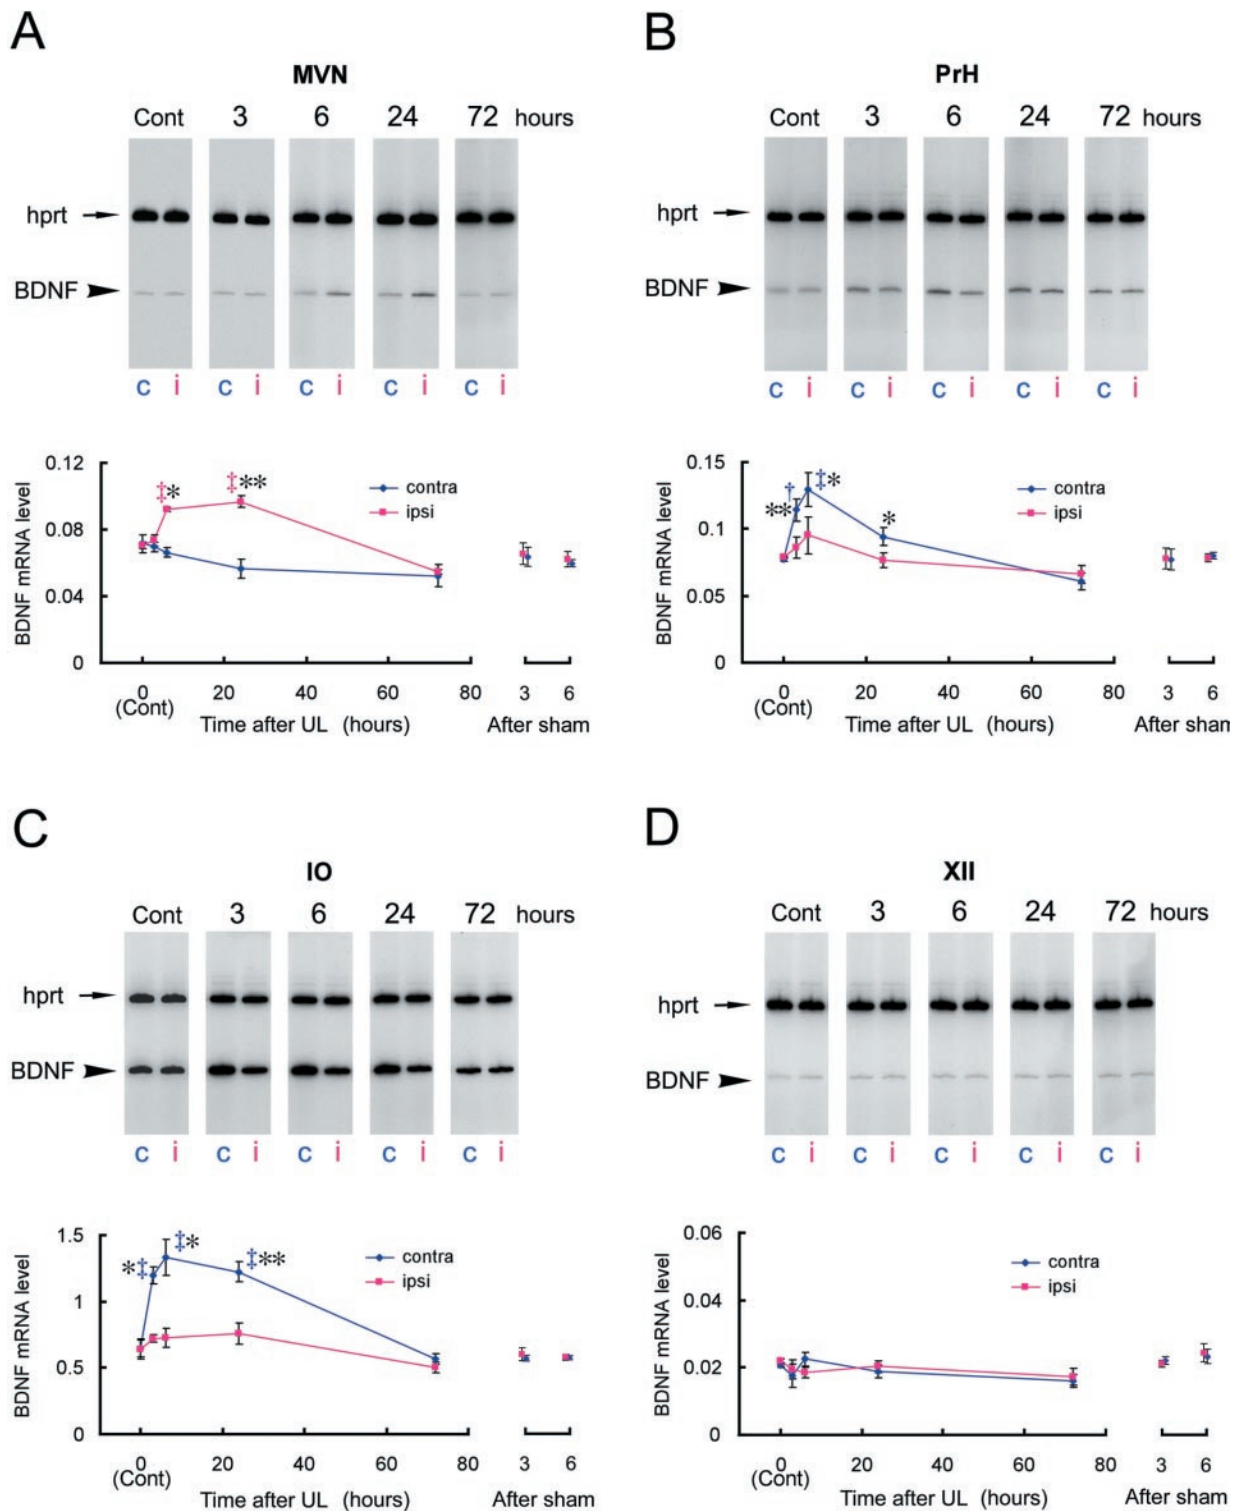 A
MVN
Cont 3 6 24 72 hours
hprt
BDNF
c i c i c i c i c i
BDNF mRNA level
0.12
0.08
0.04
0
‡*
‡**
contra
ipsi
0 20 40 60 80 3 6
(Cont) Time after UL (hours) After sham
B
PrH
Cont 3 6 24 72 hours
hprt
BDNF
c i c i c i c i c i
BDNF mRNA level
0.15
0.1
0.05
0
**†
‡*
*
contra
ipsi
0 20 40 60 80 3 6
(Cont) Time after UL (hours) After sham
C
IO
Cont 3 6 24 72 hours
hprt
BDNF
c i c i c i c i c i
BDNF mRNA level
1.5
1
0.5
0
*‡
‡*
‡**
contra
ipsi
0 20 40 60 80 3 6
(Cont) Time after UL (hours) After sham
D
XII
Cont 3 6 24 72 hours
hprt
BDNF
c i c i c i c i c i
BDNF mRNA level
0.06
0.04
0.02
0
contra
ipsi
0 20 40 60 80 3 6
(Cont) Time after UL (hours) After sham